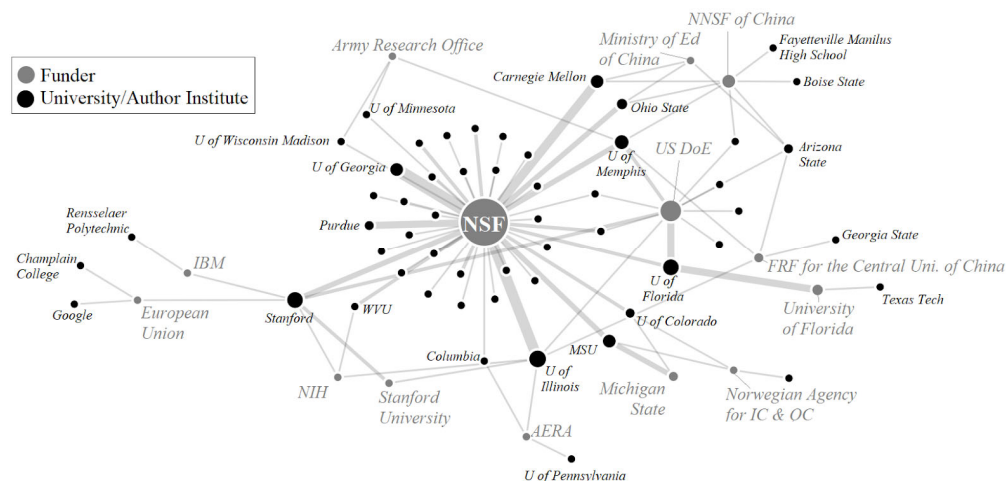 NNSF of China
Army Research Office
Ministry of Ed
of China
Fayetteville Manilus
High School
Funder
University/Author Institute
Carnegie Mellon
Boise State
U of Minnesota
Ohio State
U of Wisconsin Madison
US DoE
Arizona
State
U of Georgia
U of
Memphis
Rensselaer
Polytechnic
Purdue
NSF
Georgia State
Champlain
College
IBM
FRF for the Central Uni. of China
U of
Florida
Google
European
Union
Stanford
WVU
U of Colorado
University
of Florida
Texas Tech
Columbia
MSU
U of
Illinois
NIH
Stanford
University
Michigan
State
Norwegian Agency
for IC & OC
AERA
U of Pennsylvania